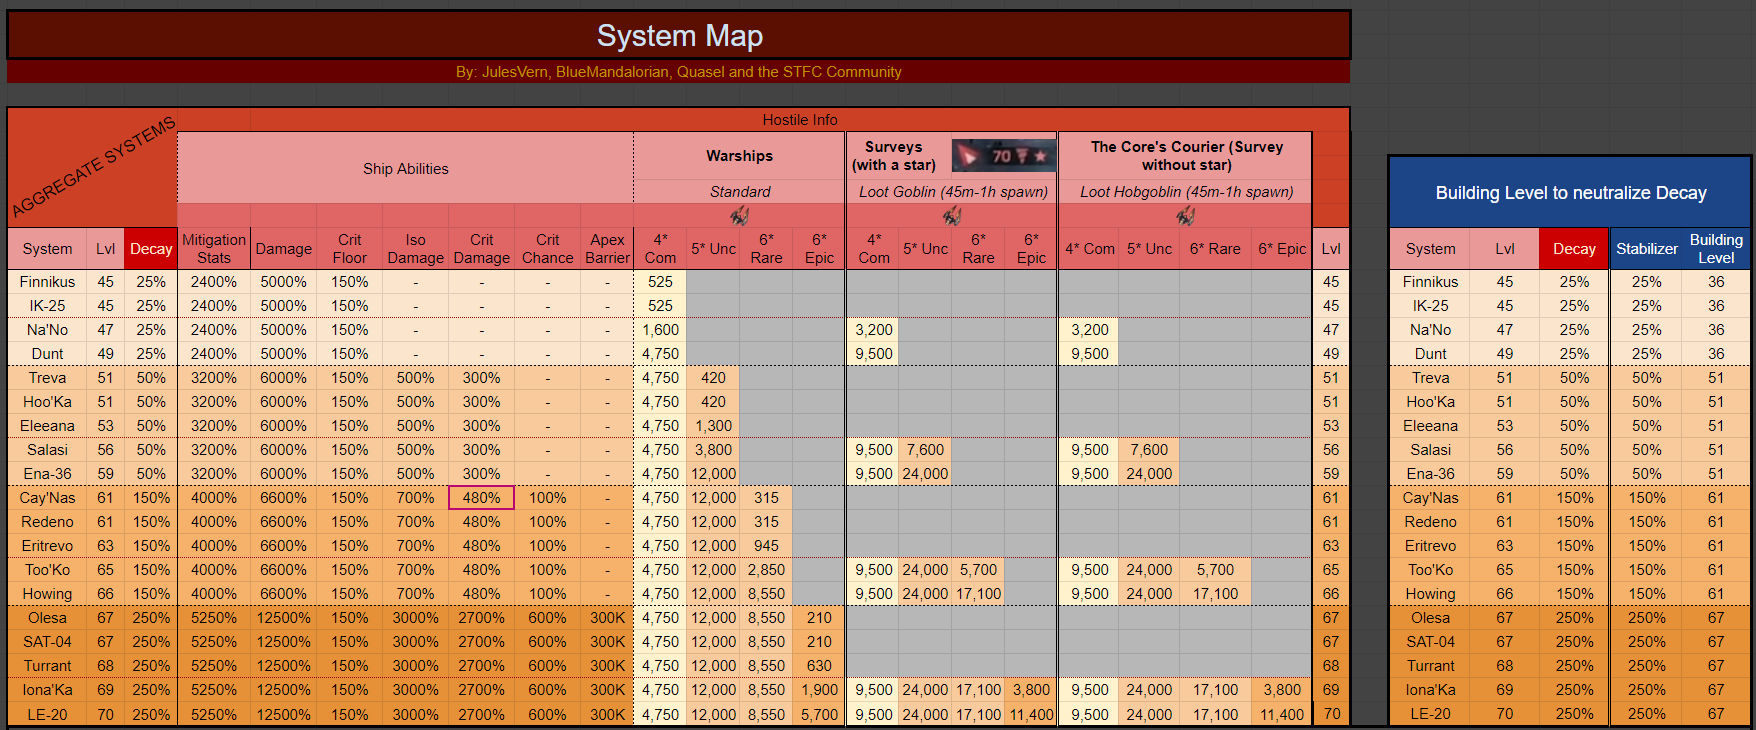 System Map
By: JulesVern, BlueMandalorian, Quasel and the STFC Community
AGGREGATE SYSTEMS
Hostile Info
Ship Abilities
Warships
Surveys (with a star)
70
The Core's Courier (Survey without star)
Standard
Loot Goblin (45m-1h spawn)
Loot Hobgoblin (45m-1h spawn)
Building Level to neutralize Decay
System Lvl Decay Mitigation Stats Damage Crit Floor Iso Damage Crit Damage Crit Chance Apex Barrier 4* Com 5* Unc 6* Rare 6* Epic 4* Com 5* Unc 6* Rare 6* Epic 4* Com 5* Unc 6* Rare 6* Epic Lvl System Lvl Decay Stabilizer Building Level
Finnikus 45 25% 2400% 5000% 150% - - - - 525 45 Finnikus 45 25% 25% 36
IK-25 45 25% 2400% 5000% 150% - - - - 525 45 IK-25 45 25% 25% 36
Na'No 47 25% 2400% 5000% 150% - - - - 1,600 3,200 3,200 47 Na'No 47 25% 25% 36
Dunt 49 25% 2400% 5000% 150% - - - - 4,750 9,500 9,500 49 Dunt 49 25% 25% 36
Treva 51 50% 3200% 6000% 150% 500% 300% - - 4,750 420 51 Treva 51 50% 50% 51
Hoo'Ka 51 50% 3200% 6000% 150% 500% 300% - - 4,750 420 51 Hoo'Ka 51 50% 50% 51
Eleeana 53 50% 3200% 6000% 150% 500% 300% - - 4,750 1,300 53 Eleeana 53 50% 50% 51
Salasi 56 50% 3200% 6000% 150% 500% 300% - - 4,750 3,800 9,500 7,600 9,500 7,600 56 Salasi 56 50% 50% 51
Ena-36 59 50% 3200% 6000% 150% 500% 300% - - 4,750 12,000 9,500 24,000 9,500 24,000 59 Ena-36 59 50% 50% 51
Cay'Nas 61 150% 4000% 6600% 150% 700% 480% 100% - 4,750 12,000 315 61 Cay'Nas 61 150% 150% 61
Redeno 61 150% 4000% 6600% 150% 700% 480% 100% - 4,750 12,000 315 61 Redeno 61 150% 150% 61
Eritrevo 63 150% 4000% 6600% 150% 700% 480% 100% - 4,750 12,000 945 63 Eritrevo 63 150% 150% 61
Too'Ko 65 150% 4000% 6600% 150% 700% 480% 100% - 4,750 12,000 2,850 9,500 24,000 5,700 9,500 24,000 5,700 65 Too'Ko 65 150% 150% 61
Howing 66 150% 4000% 6600% 150% 700% 480% 100% - 4,750 12,000 8,550 9,500 24,000 17,100 9,500 24,000 17,100 66 Howing 66 150% 150% 61
Olesa 67 250% 5250% 12500% 150% 3000% 2700% 600% 300K 4,750 12,000 8,550 210 67 Olesa 67 250% 250% 67
SAT-04 67 250% 5250% 12500% 150% 3000% 2700% 600% 300K 4,750 12,000 8,550 210 67 SAT-04 67 250% 250% 67
Turrant 68 250% 5250% 12500% 150% 3000% 2700% 600% 300K 4,750 12,000 8,550 630 68 Turrant 68 250% 250% 67
Iona'Ka 69 250% 5250% 12500% 150% 3000% 2700% 600% 300K 4,750 12,000 8,550 1,900 9,500 24,000 17,100 3,800 9,500 24,000 17,100 3,800 69 Iona'Ka 69 250% 250% 67
LE-20 70 250% 5250% 12500% 150% 3000% 2700% 600% 300K 4,750 12,000 8,550 5,700 9,500 24,000 17,100 11,400 9,500 24,000 17,100 11,400 70 LE-20 70 250% 250% 67